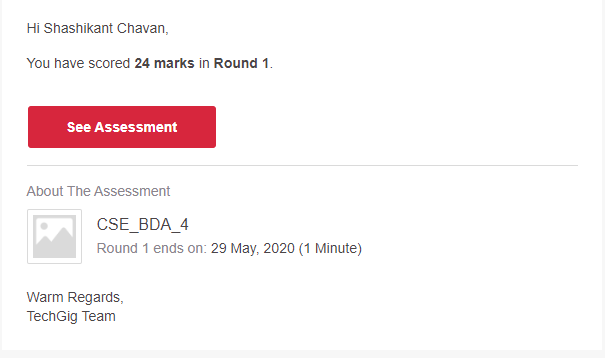 Hi Shashikant Chavan,
You have scored 24 marks in Round 1.
See Assessment
About The Assessment
CSE_BDA_4
Round 1 ends on: 29 May, 2020 (1 Minute)
Warm Regards,
TechGig Team